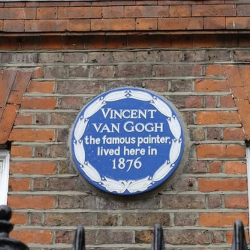 VINCENT
VAN GOGH
the famous painter,
lived here in
1876